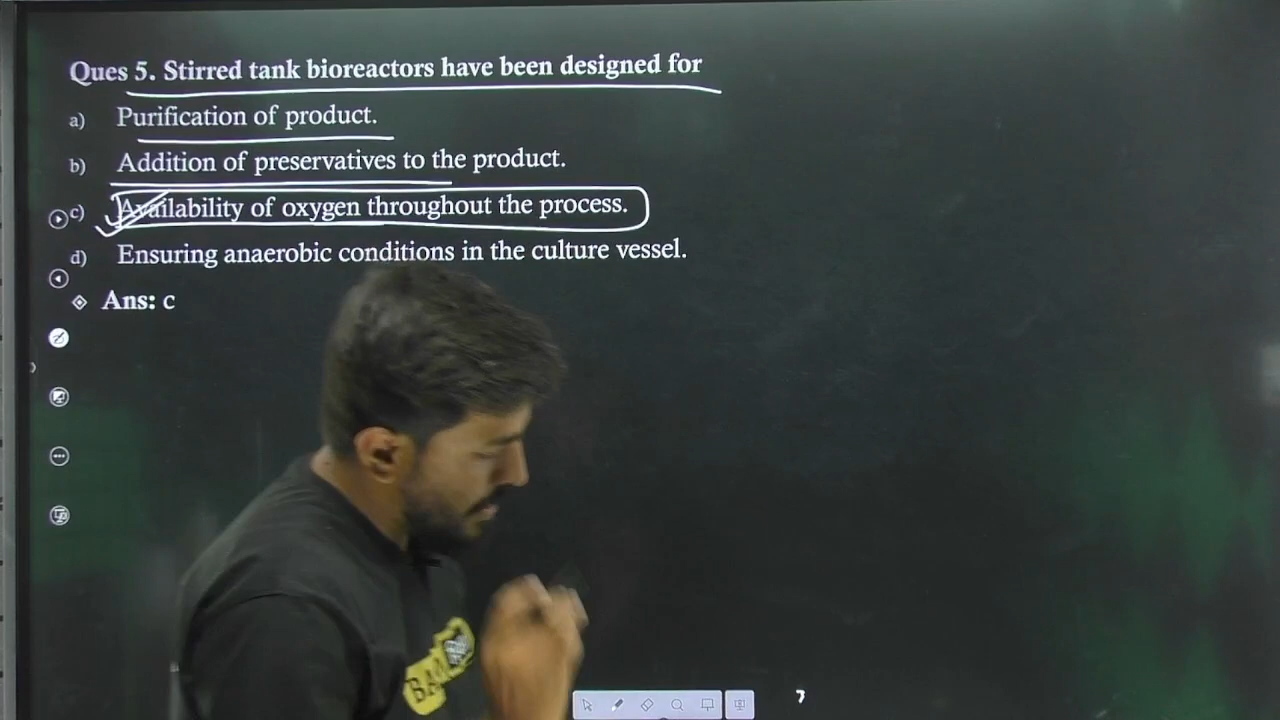 Ques 5. Stirred tank bioreactors have been designed for
a) Purification of product.
b) Addition of preservatives to the product.
c) Availability of oxygen throughout the process.
d) Ensuring anaerobic conditions in the culture vessel.
Ans: c